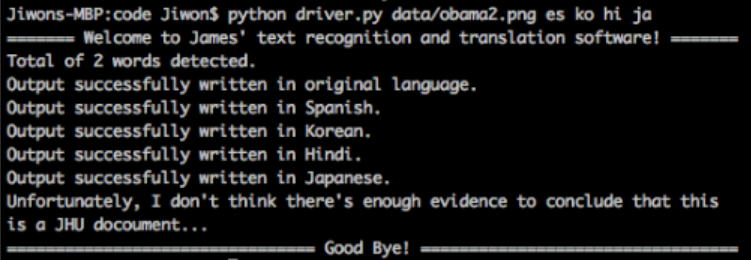 Jiwons-MBP:code Jiwon$ python driver.py data/obama2.png es ko hi ja
======= Welcome to James' text recognition and translation software! =======
Total of 2 words detected.
Output successfully written in original language.
Output successfully written in Spanish.
Output successfully written in Korean.
Output successfully written in Hindi.
Output successfully written in Japanese.
Unfortunately, I don't think there's enough evidence to conclude that this
is a JHU docoument...
================================ Good Bye! =================================